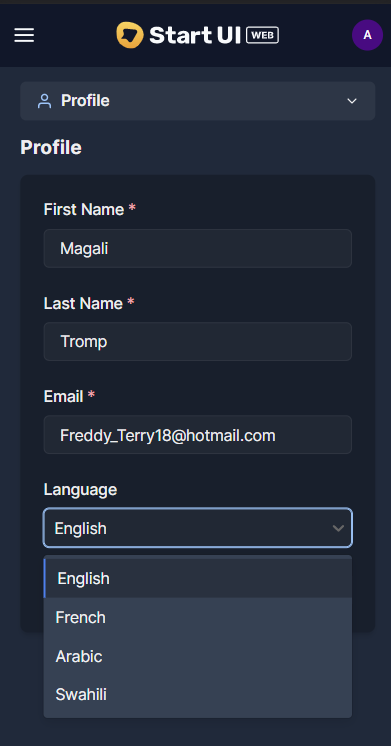 Start UI WEB
A
Profile
Profile
First Name *
Magali
Last Name *
Tromp
Email *
Freddy_Terry18@hotmail.com
Language
English
English
French
Arabic
Swahili